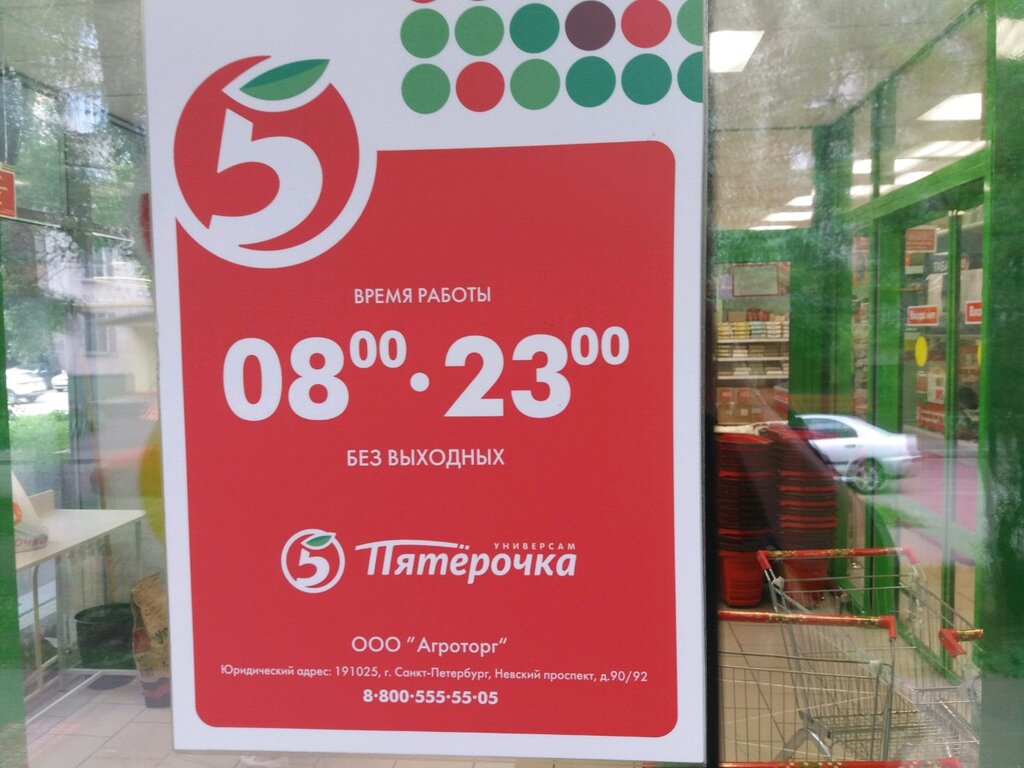 5
ВРЕМЯ РАБОТЫ
08⁰⁰·23⁰⁰
БЕЗ ВЫХОДНЫХ
5 УНИВЕРСАМ
Пятёрочка
ООО "Агроторг"
Юридический адрес: 191025, г. Санкт-Петербург, Невский проспект, д.90/92
8·800·555·55·05